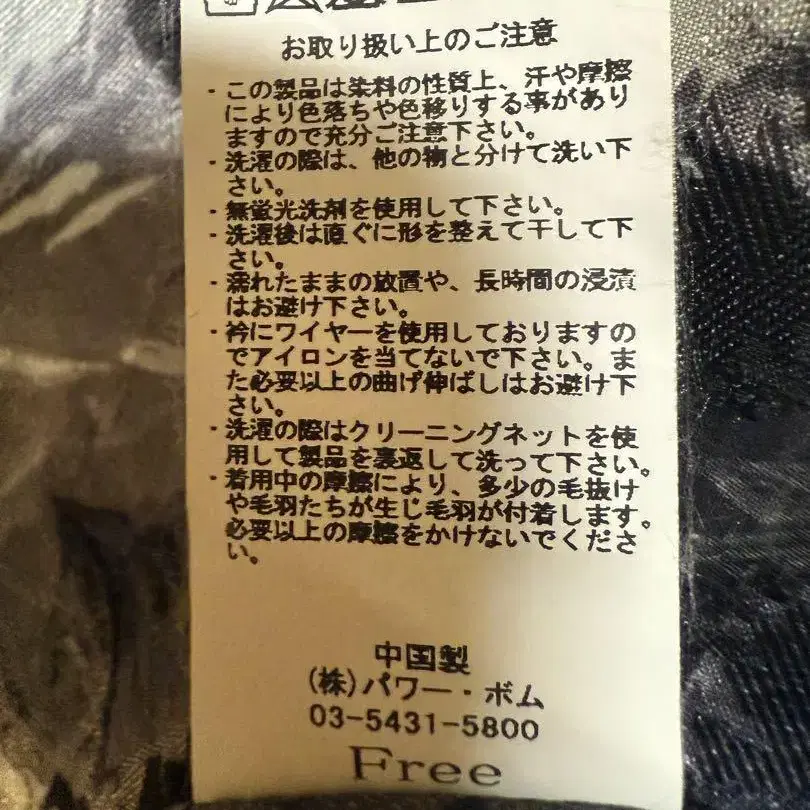 お取り扱い上のご注意
・この製品は染料の性質上、汗や摩擦
により色落ちや色移りする事があり
ますので充分ご注意下さい。
・洗濯の際は、他の物と分けて洗い下
さい。
・無蛍光洗剤を使用して下さい。
・洗濯後は直ぐに形を整えて干して下
さい。
・濡れたままの放置や、長時間の浸漬
はお避け下さい。
・衿にワイヤーを使用しておりますの
でアイロンを当てないで下さい。ま
た必要以上の曲げ伸ばしはお避け下
さい。
・洗濯の際はクリーニングネットを使
用して製品を裏返して洗って下さい。
・着用中の摩擦により、多少の毛抜け
や毛羽たちが生じ毛羽が付着します。
必要以上の摩擦をかけないでくださ
い。
中国製
(株)パワー・ボム
03-5431-5800
Free